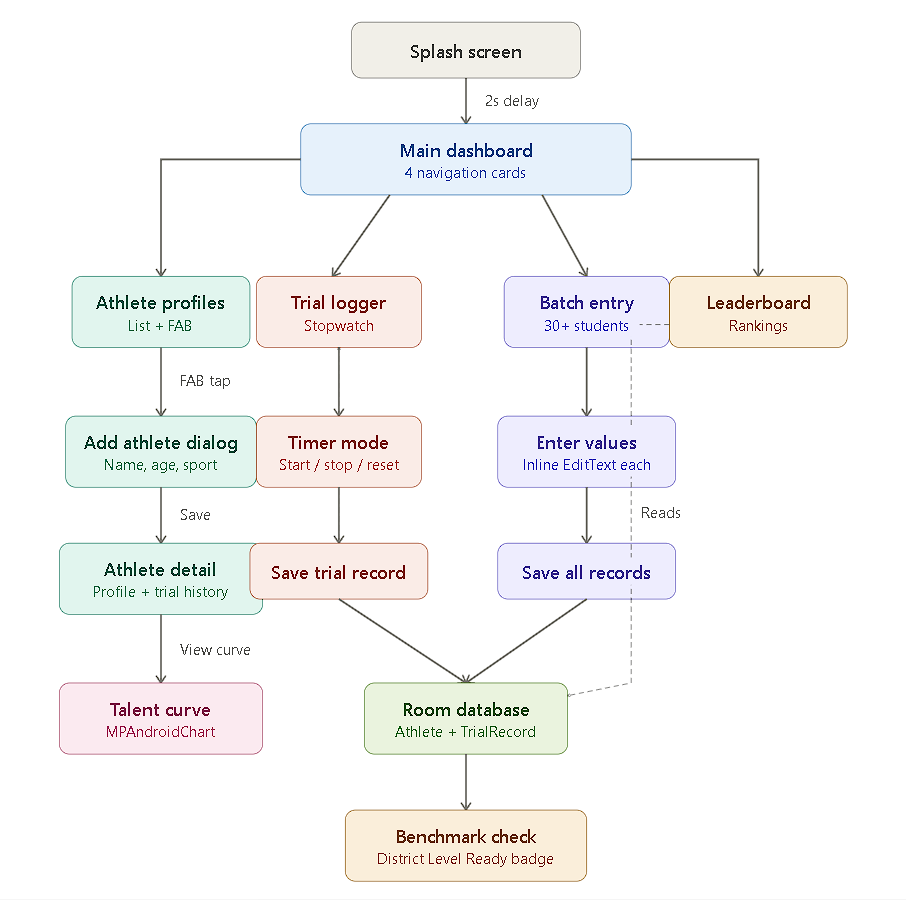 Splash screen
2s delay
Main dashboard
4 navigation cards
Athlete profiles
List + FAB
Trial logger
Stopwatch
Batch entry
30+ students
Leaderboard
Rankings
FAB tap
Add athlete dialog
Name, age, sport
Timer mode
Start / stop / reset
Enter values
Inline EditText each
Save
Reads
Athlete detail
Profile + trial history
Save trial record
Save all records
View curve
Talent curve
MPAndroidChart
Room database
Athlete + TrialRecord
Benchmark check
District Level Ready badge